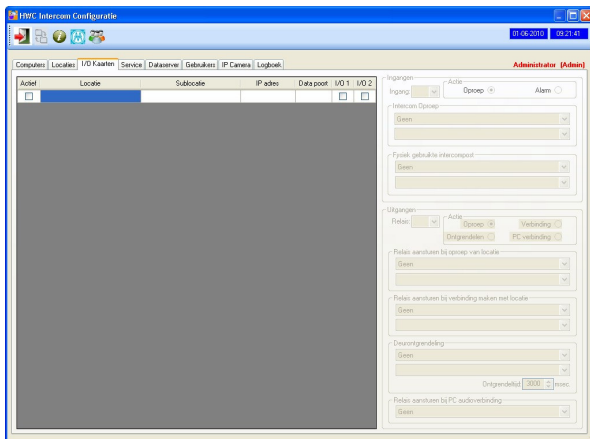 HWC Intercom Configuratie
01-06-2010 09:21:41
Computers Locaties I/O Kaarten Service Dataserver Gebruikers IP Camera Logboek
Administrator (Admin)
Actief Locatie Sublocatie IP adres Data poort I/O 1 I/O 2
Ingangen
Ingang:
Actie
Oproep Alarm
Intercom Oproep
Geen
Fysiek gebruikte intercompost
Geen
Uitgangen
Relais:
Actie
Oproep Verbinding
Ontgrendelen PC verbinding
Relais aansturen bij oproep van locatie
Geen
Relais aansturen bij verbinding maken met locatie
Geen
Deurontgrendeling
Geen
Ontgrendeltijd: 3000 msec.
Relais aansturen bij PC audioverbinding
Geen